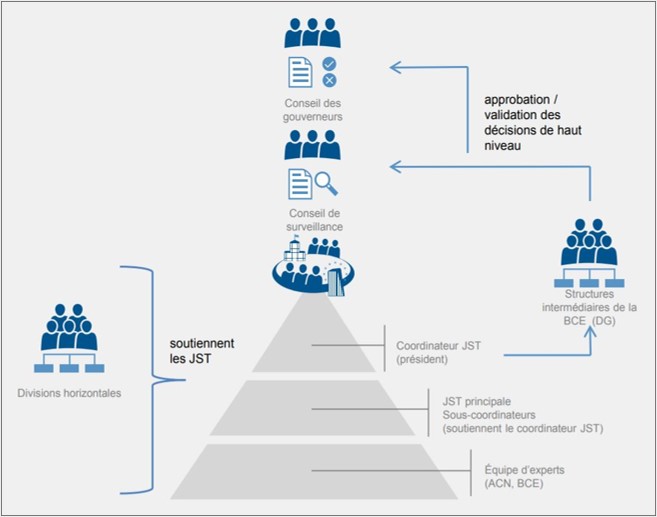 Conseil des
gouverneurs
approbation /
validation des
décisions de haut
niveau
Conseil de
surveillance
Structures
intermédiaires de la
BCE (DG)
soutiennent
les JST
Divisions horizontales
Coordinateur JST
(président)
JST principale
Sous-coordinateurs
(soutiennent le coordinateur JST)
Équipe d'experts
(ACN, BCE)